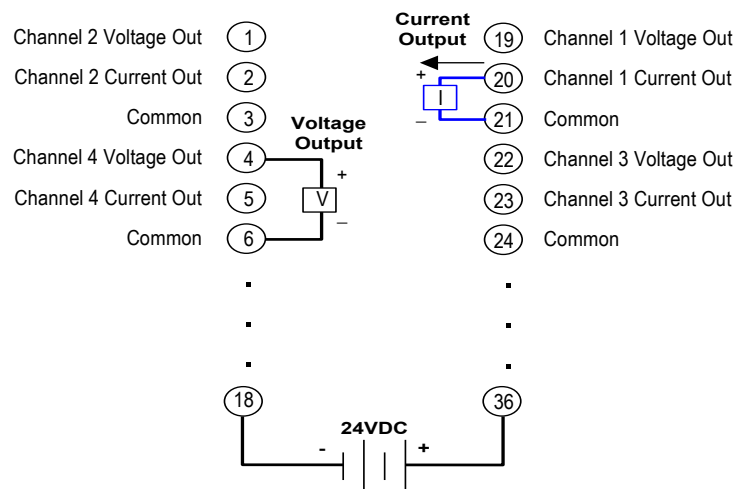 Channel 2 Voltage Out 1
Channel 2 Current Out 2
Common 3
Channel 4 Voltage Out 4
Channel 4 Current Out 5
Common 6
Voltage
Output
+
V
–
Current
Output
+
I
–
19 Channel 1 Voltage Out
20 Channel 1 Current Out
21 Common
22 Channel 3 Voltage Out
23 Channel 3 Current Out
24 Common
18
36
24VDC
- +